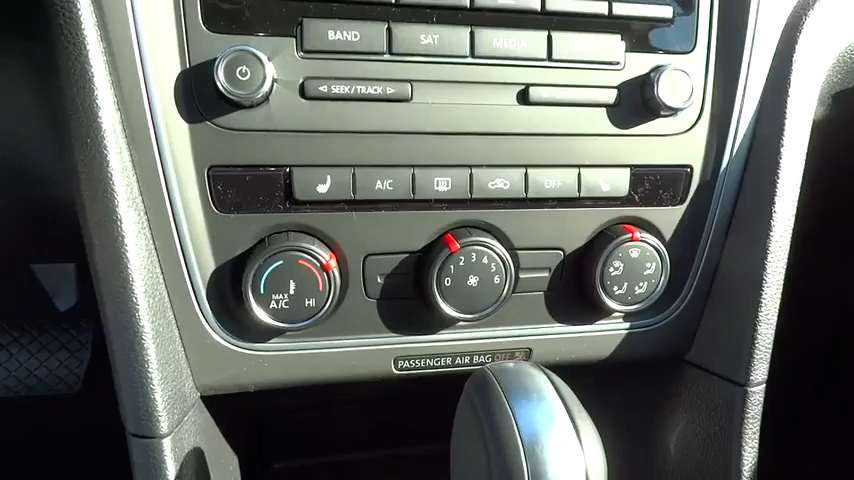 BAND SAT MEDIA
◁ SEEK / TRACK ▷
A/C OFF
MAX A/C HI
0 1 2 3 4 5 6
PASSENGER AIR BAG OFF